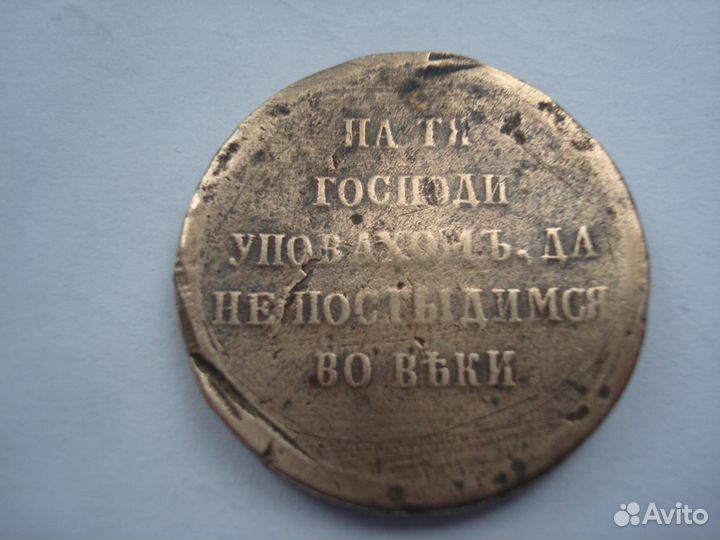 НА ТЯ
ГОСПОДИ
УПОВАХОМЪ, ДА
НЕ ПОСТЫДИМСЯ
ВО ВѢКИ
Avito